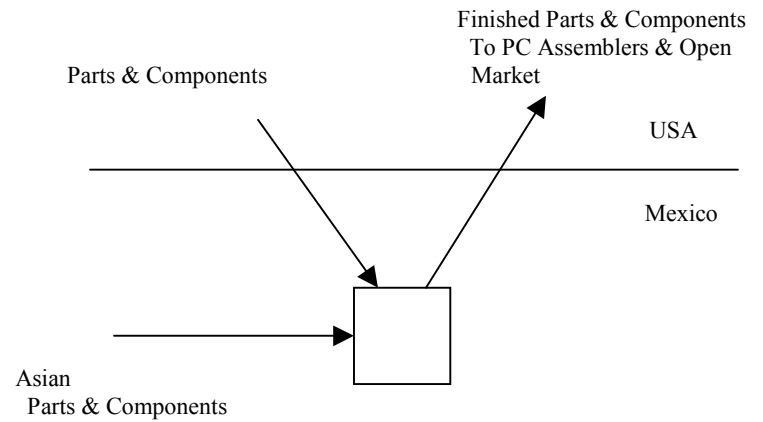 Finished Parts & Components
To PC Assemblers & Open
Market
Parts & Components
USA
Mexico
Asian
Parts & Components